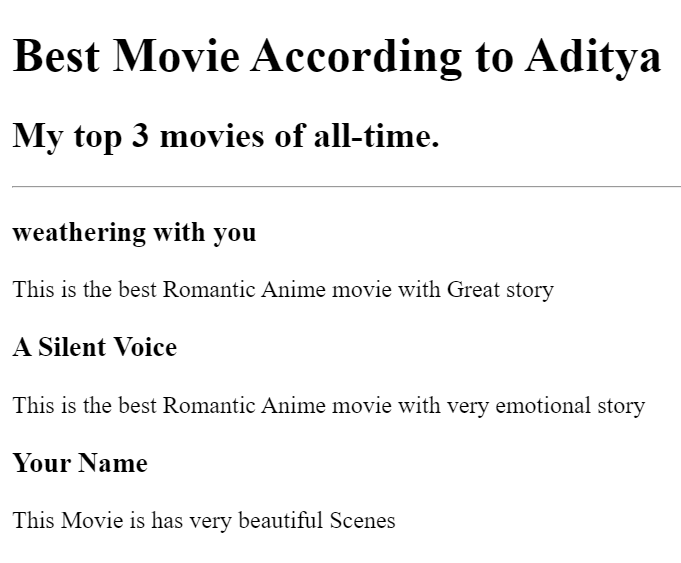 Best Movie According to Aditya
My top 3 movies of all-time.
weathering with you
This is the best Romantic Anime movie with Great story
A Silent Voice
This is the best Romantic Anime movie with very emotional story
Your Name
This Movie is has very beautiful Scenes